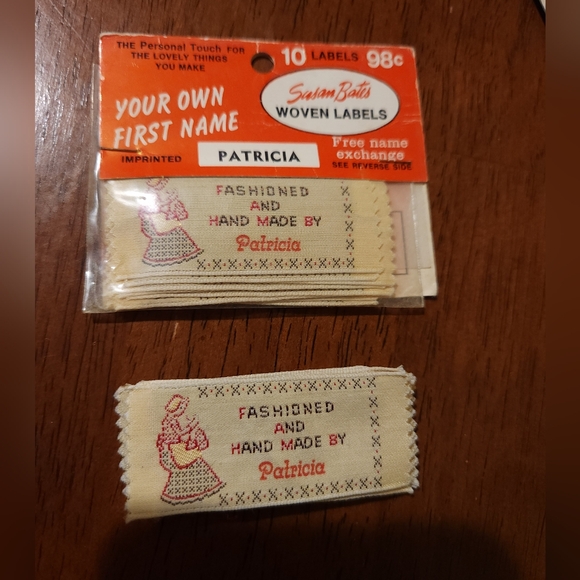 THE Personal Touch FOR
THE LOVELY THINGS
YOU MAKE
10 LABELS 98¢
YOUR OWN
FIRST NAME
IMPRINTED
Susan Bates
WOVEN LABELS
PATRICIA
Free name
exchange
SEE REVERSE SIDE
FASHIONED
AND
HAND MADE BY
Patricia
FASHIONED
AND
HAND MADE BY
Patricia